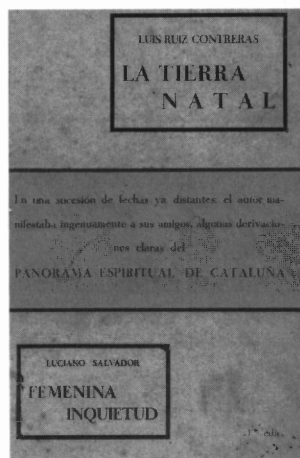 LUIS RUIZ CONTRERAS
LA TIERRA
NATAL
En una sucesión de fechas ya distantes, el autor ma-
nifestaba ingenuamente a sus amigos, algunas derivacio-
nes claras del
PANORAMA ESPIRITUAL DE CATALUÑA
LUCIANO SALVADOR
FEMENINA
INQUIETUD